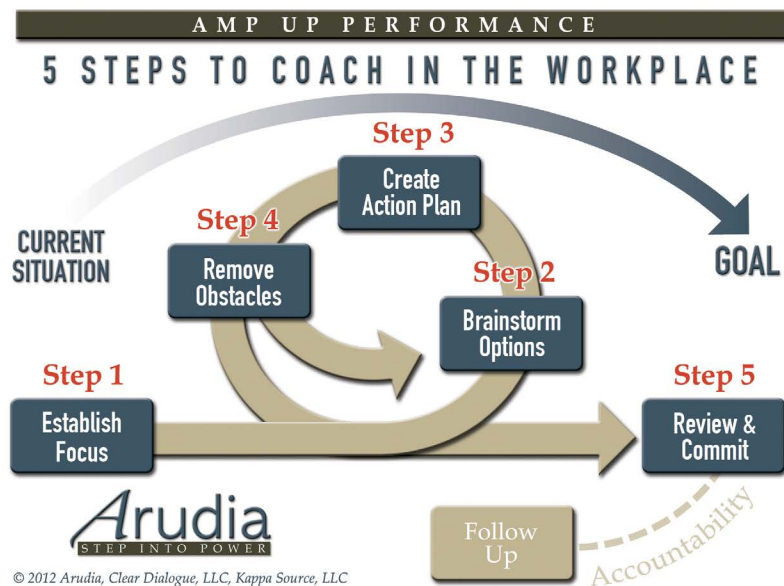 AMP UP PERFORMANCE
5 STEPS TO COACH IN THE WORKPLACE
CURRENT
SITUATION
GOAL
Step 1
Establish
Focus
Step 2
Brainstorm
Options
Step 3
Create
Action Plan
Step 4
Remove
Obstacles
Step 5
Review &
Commit
Accountability
Follow
Up
Arudia
STEP INTO POWER
© 2012 Arudia, Clear Dialogue, LLC, Kappa Source, LLC